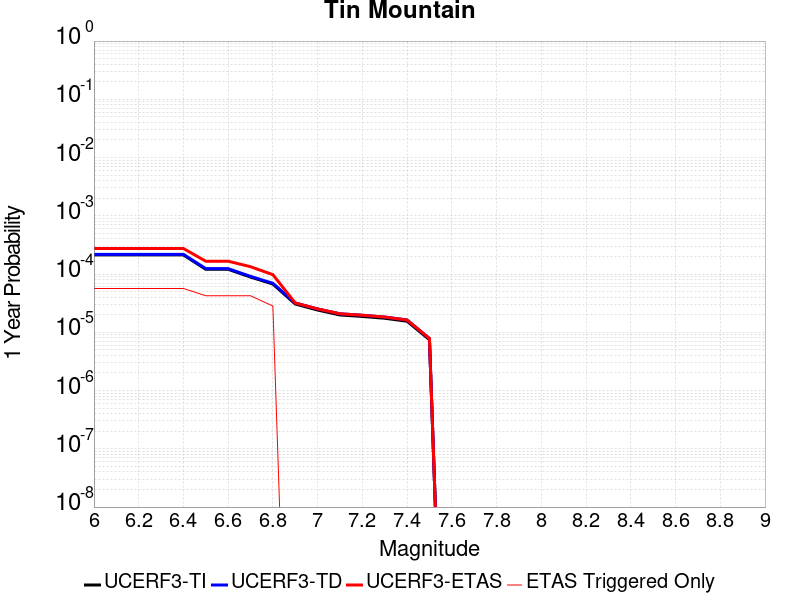 Tin Mountain
1 Year Probability
10^0
10^-1
10^-2
10^-3
10^-4
10^-5
10^-6
10^-7
10^-8
6 6.2 6.4 6.6 6.8 7 7.2 7.4 7.6 7.8 8 8.2 8.4 8.6 8.8 9
Magnitude
UCERF3-TI UCERF3-TD UCERF3-ETAS ETAS Triggered Only